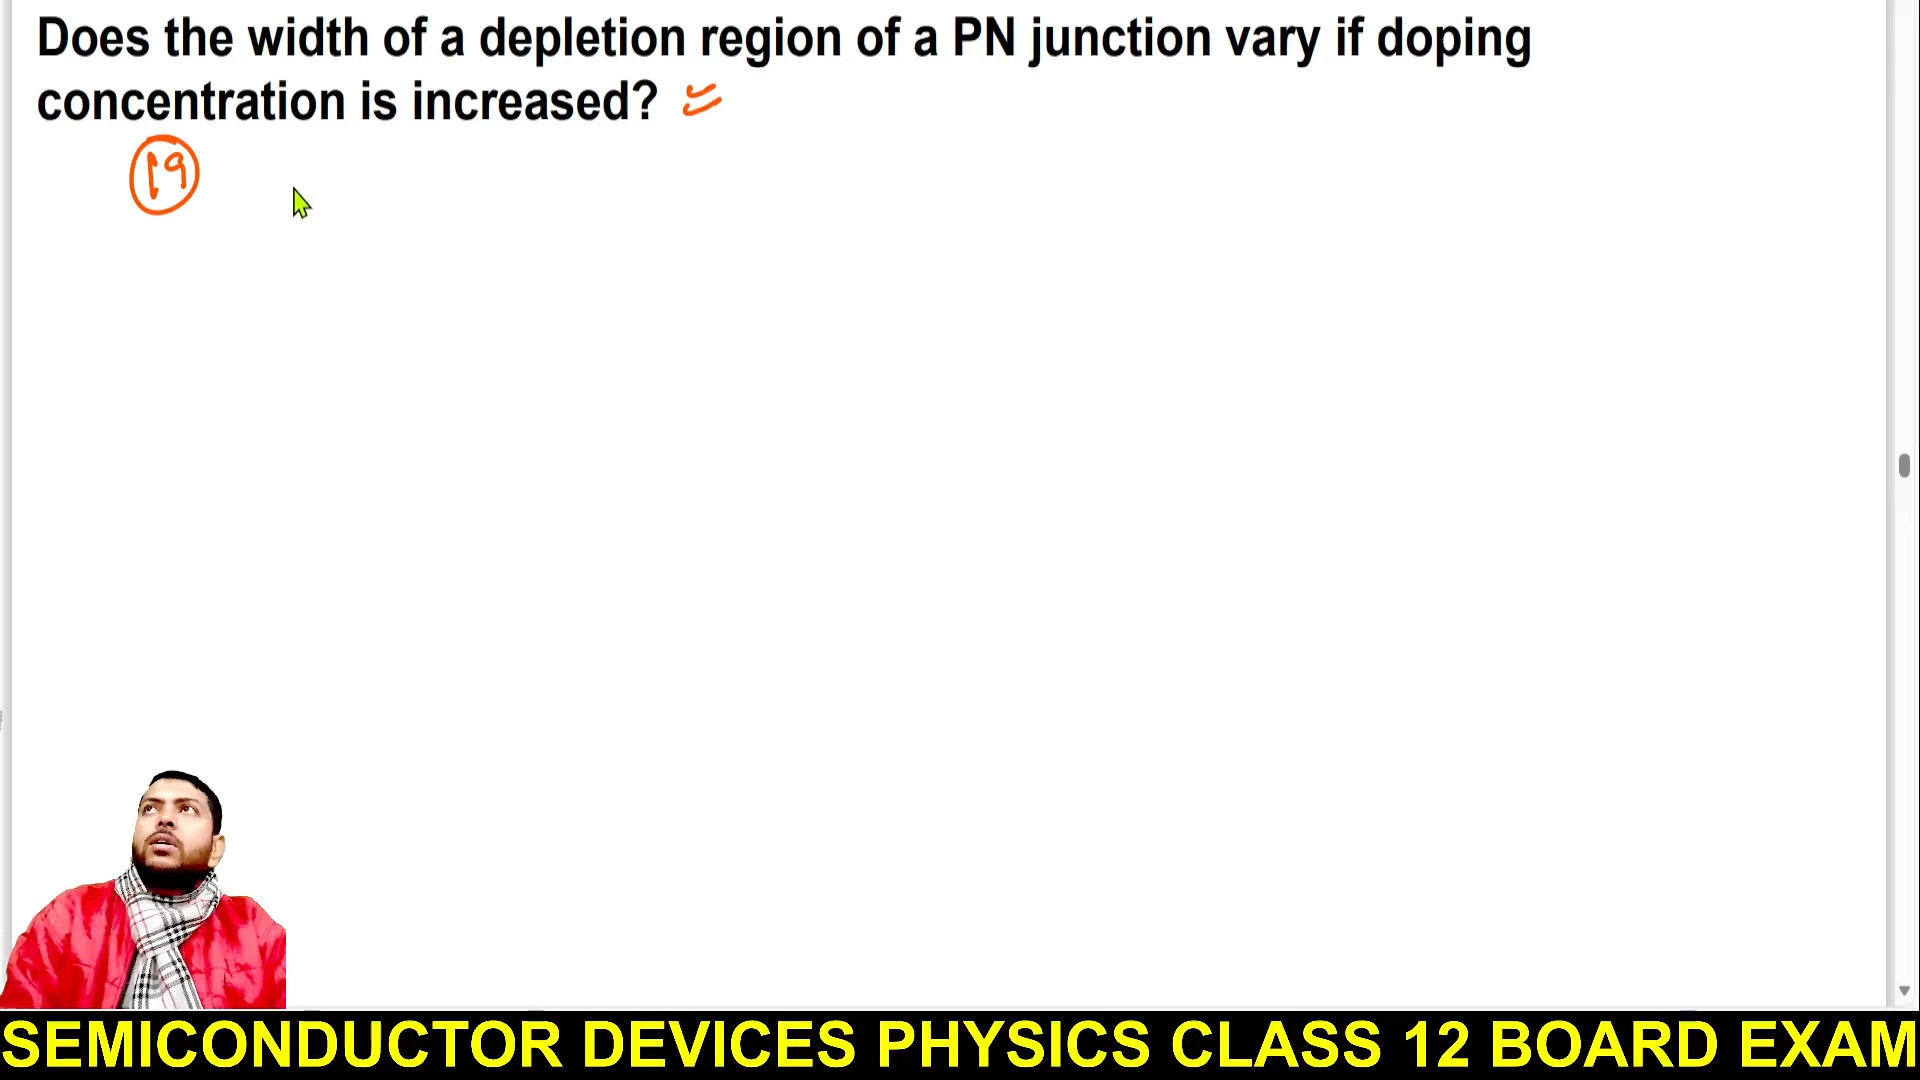 Does the width of a depletion region of a PN junction vary if doping
concentration is increased?
19
SEMICONDUCTOR DEVICES PHYSICS CLASS 12 BOARD EXAM